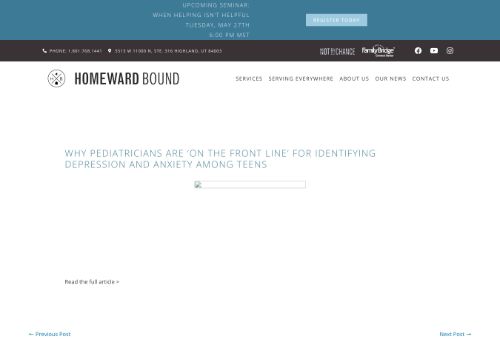 UPCOMING SEMINAR:
WHEN HELPING ISN'T HELPFUL
TUESDAY, MAY 27TH
6:00 PM MST
REGISTER TODAY
PHONE: 1.801.768.1441
5513 W 11000 N, STE. 316 HIGHLAND, UT 84003
NOT BY CHANCE
FamilyBridge
HOMEWARD BOUND
SERVICES SERVING EVERYWHERE ABOUT US OUR NEWS CONTACT US
WHY PEDIATRICIANS ARE 'ON THE FRONT LINE' FOR IDENTIFYING
DEPRESSION AND ANXIETY AMONG TEENS
Read the full article >
← Previous Post
Next Post →